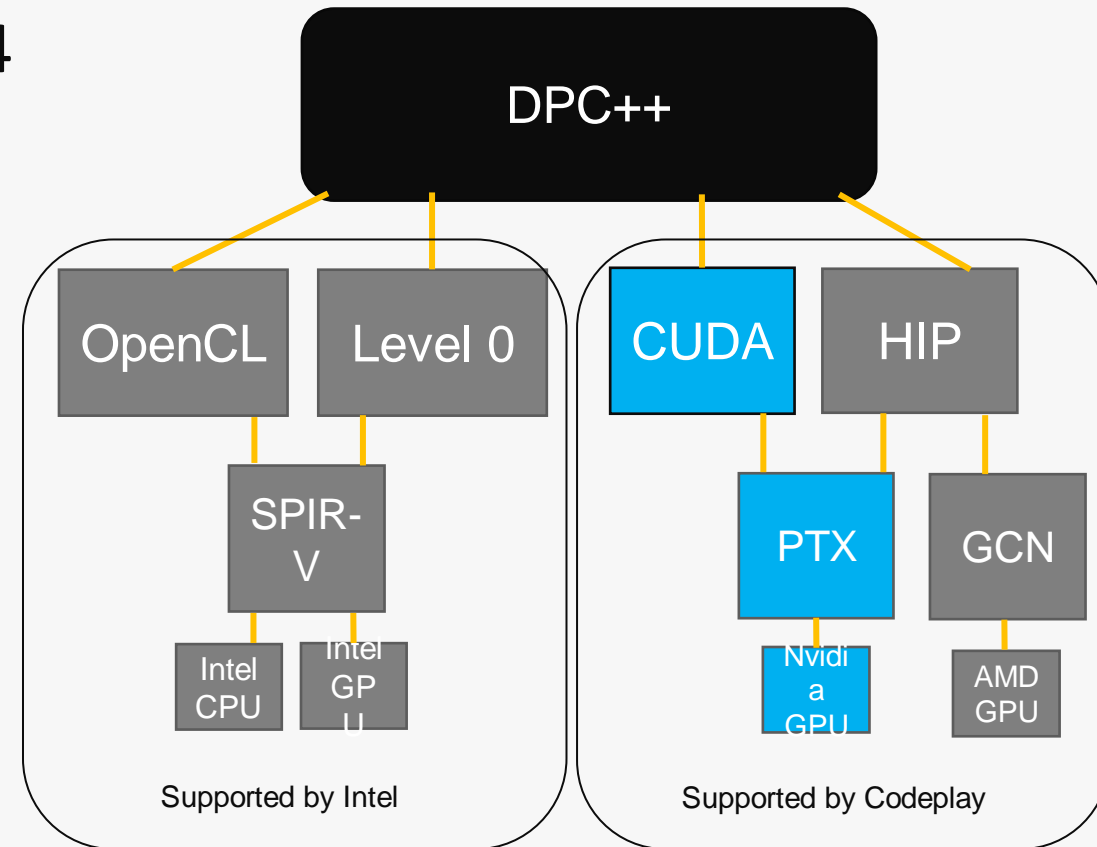 4
DPC++
OpenCL
Level 0
CUDA
HIP
SPIR-
V
PTX
GCN
Intel
CPU
Intel
GP
U
Nvidi
a
GPU
AMD
GPU
Supported by Intel
Supported by Codeplay